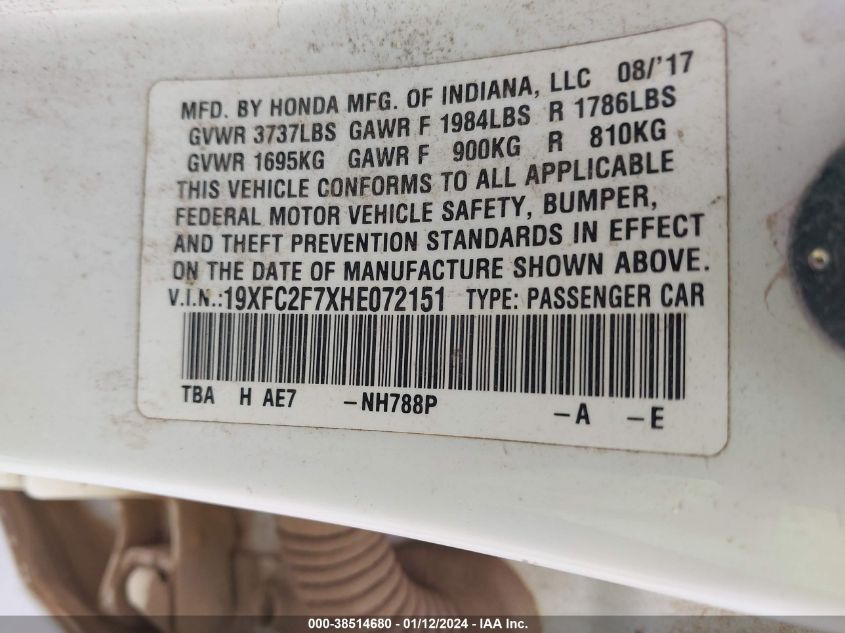 MFD. BY HONDA MFG. OF INDIANA, LLC 08/'17
GVWR 3737LBS GAWR F 1984LBS R 1786LBS
GVWR 1695KG GAWR F 900KG R 810KG
THIS VEHICLE CONFORMS TO ALL APPLICABLE
FEDERAL MOTOR VEHICLE SAFETY, BUMPER,
AND THEFT PREVENTION STANDARDS IN EFFECT
ON THE DATE OF MANUFACTURE SHOWN ABOVE.
V.I.N.:19XFC2F7XHE072151 TYPE: PASSENGER CAR
TBA H AE7 -NH788P -A -E
000-38514680 - 01/12/2024 - IAA Inc.